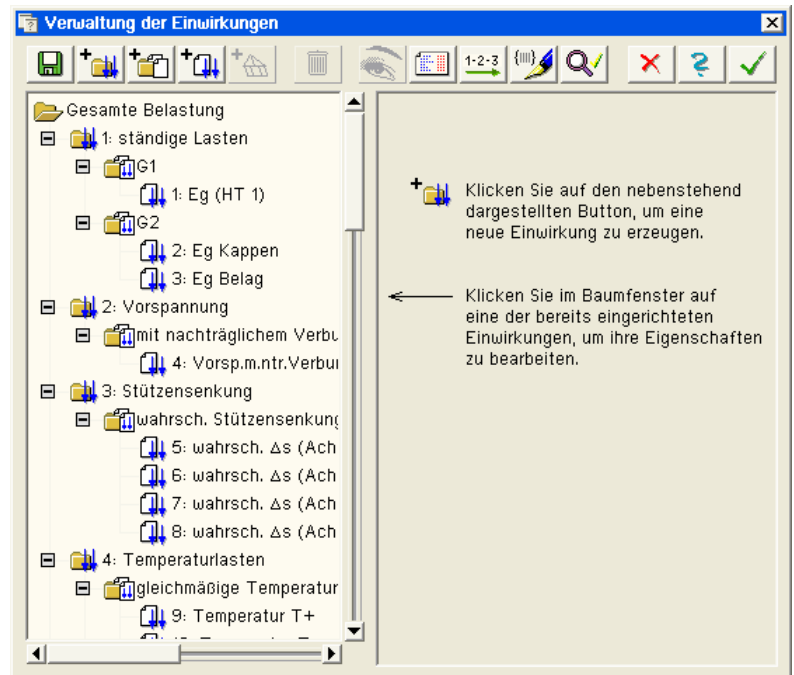 Verwaltung der Einwirkungen
1-2-3
Gesamte Belastung
1: ständige Lasten
G1
1: Eg (HT 1)
G2
2: Eg Kappen
3: Eg Belag
2: Vorspannung
mit nachträglichem Verbu
4: Vorsp.m.ntr.Verbur
3: Stützensenkung
wahrsch. Stützensenkung
5: wahrsch. Δs (Ach
6: wahrsch. Δs (Ach
7: wahrsch. Δs (Ach
8: wahrsch. Δs (Ach
4: Temperaturlasten
gleichmäßige Temperatur
9: Temperatur T+
Klicken Sie auf den nebenstehend
dargestellten Button, um eine
neue Einwirkung zu erzeugen.
Klicken Sie im Baumfenster auf
eine der bereits eingerichteten
Einwirkungen, um ihre Eigenschaften
zu bearbeiten.